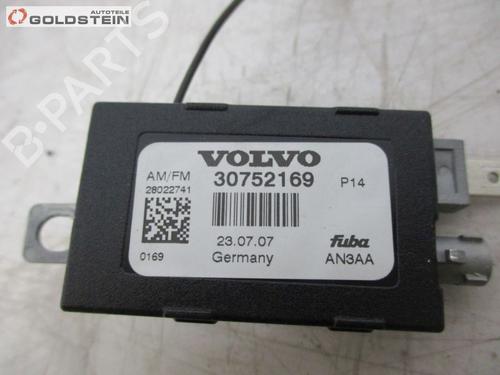 AUTOTEILE
GOLDSTEIN
B-PARTS
VOLVO
AM/FM 30752169 P14
28022741
23.07.07 fuba
0169 Germany AN3AA